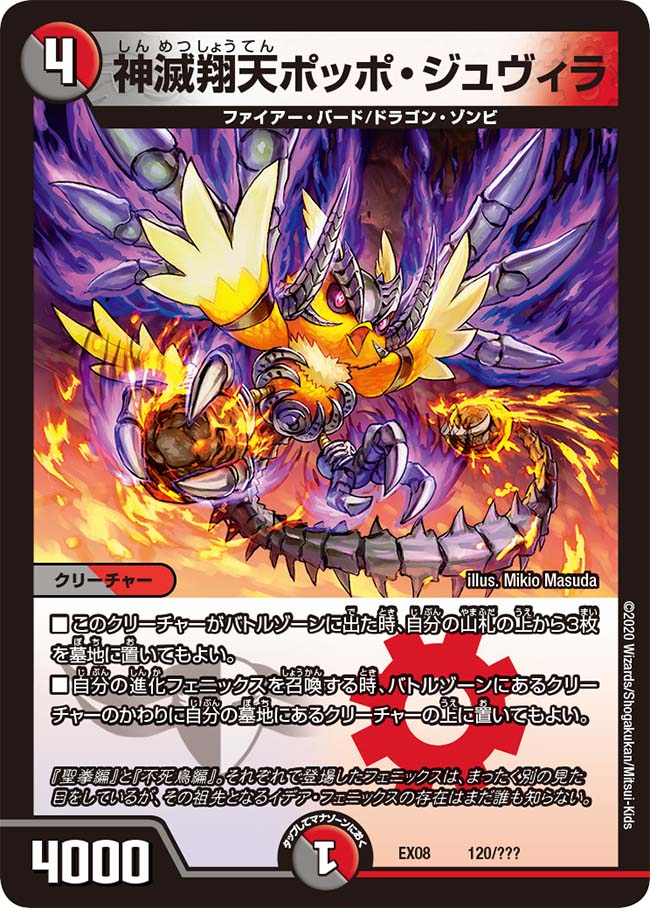 4
しんめつしょうてん
神滅翔天ポッポ・ジュヴィラ
ファイアー・バード/ドラゴン・ゾンビ
クリーチャー
illus. Mikio Masuda
■ このクリーチャーがバトルゾーンに出た時、自分の山札の上から3枚
を墓地に置いてもよい。
■ 自分の進化フェニックスを召喚する時、バトルゾーンにあるクリー
チャーのかわりに自分の墓地にあるクリーチャーの上に置いてもよい。
『聖拳編』と『不死鳥編』。それぞれで登場したフェニックスは、まったく別の見た
目をしているが、その祖先となるイデア・フェニックスの存在はまだ誰も知らない。
©2020 Wizards/Shogakukan/Mitsui-Kids
4000
タップしてマナゾーンにおく
1
EX08 120/???